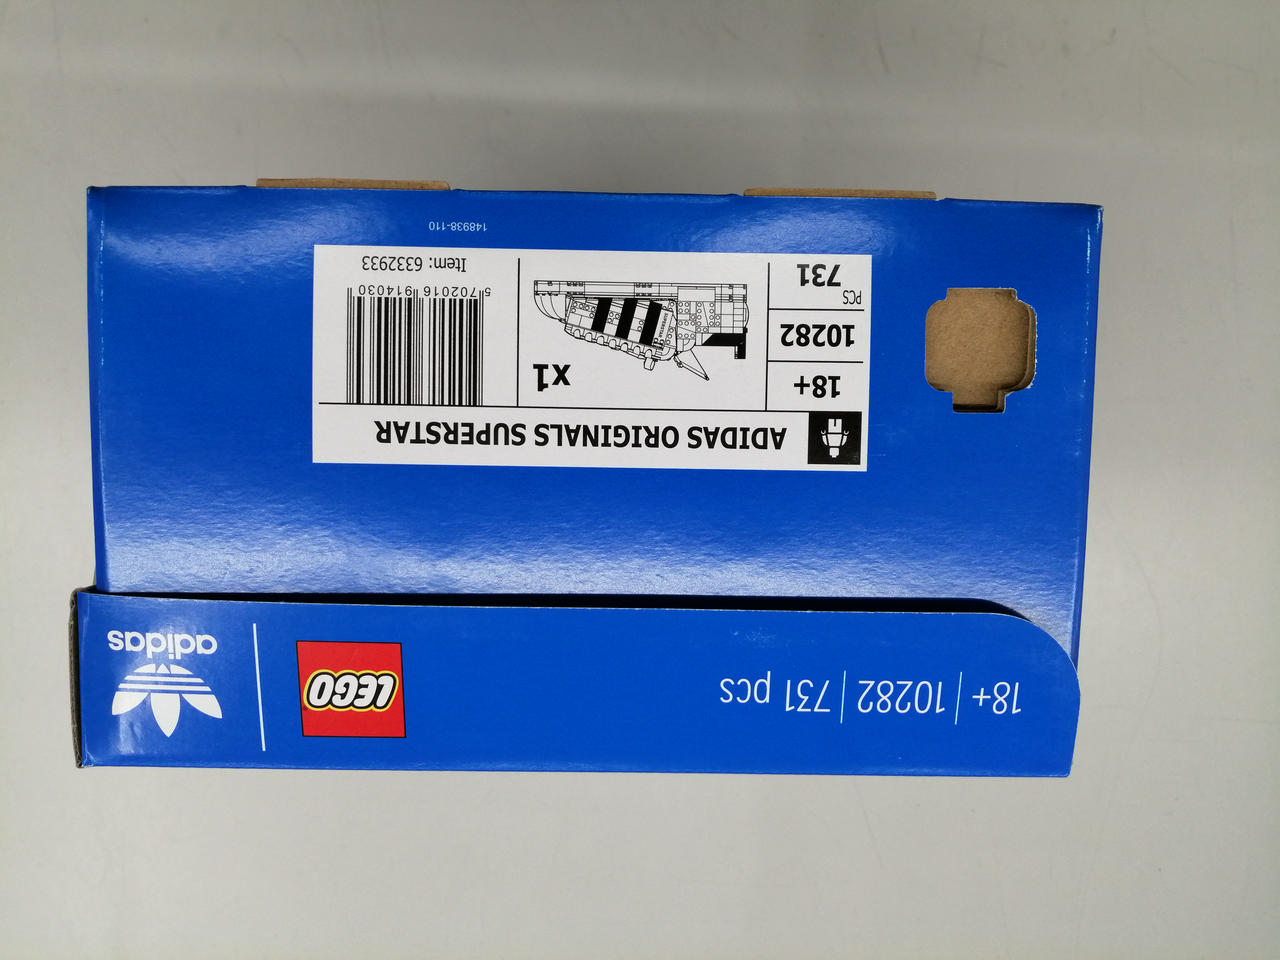 18+ | 10282 | 731 pcs
LEGO
adidas
ADIDAS ORIGINALS SUPERSTAR
18+
10282
PCS
731
x1
5 702016 914030
Item: 6332933
148938-110